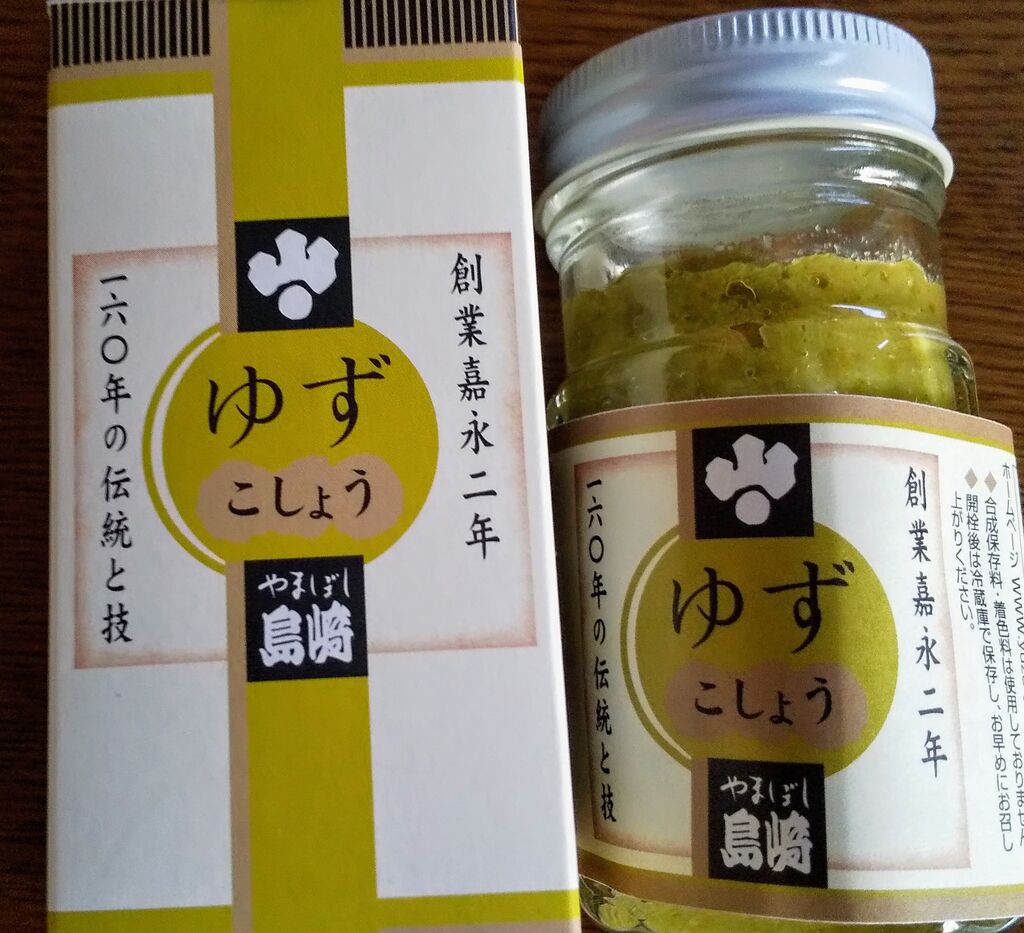 創業嘉永二年
ゆず
こしょう
一六〇年の伝統と技
やまぼし
島崎
ホームページ www.y
◆合成保存料・着色料は使用しておりません
◆開栓後は冷蔵庫で保存し、お早めにお召し
上がりください。
創業嘉永二年
ゆず
こしょう
一六〇年の伝統と技
やまぼし
島崎